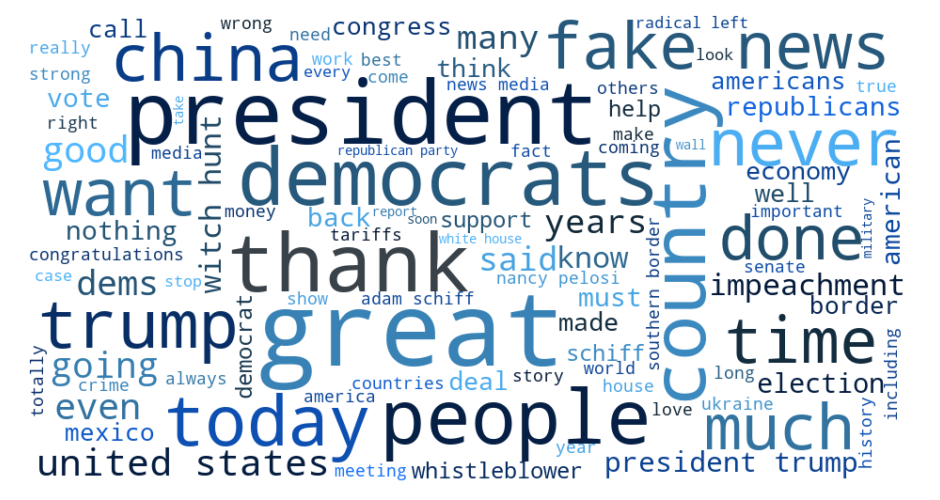 wrong
need
congress
radical left
call
many
fake
news
really
china
work
best
think
look
strong
every
come
news media
others
americans
true
vote
take
president
help
republicans
right
country
make
never
good
media
witch hunt
republican party
fact
coming
wall
economy
american
want
democrats
well
nothing
money
back
report
soon
support
years
important
military
congratulations
tariffs
white house
done
thank
said
know
southern border
senate
case
dems
stop
nancy pelosi
impeachment
show
adam schiff
must
border
trump
democrat
great
made
time
including
totally
going
schiff
world
long
crime
always
countries
deal
story
house
election
even
america
love
ukraine
history
mexico
today
people
much
year
united states
meeting
whistleblower
president trump